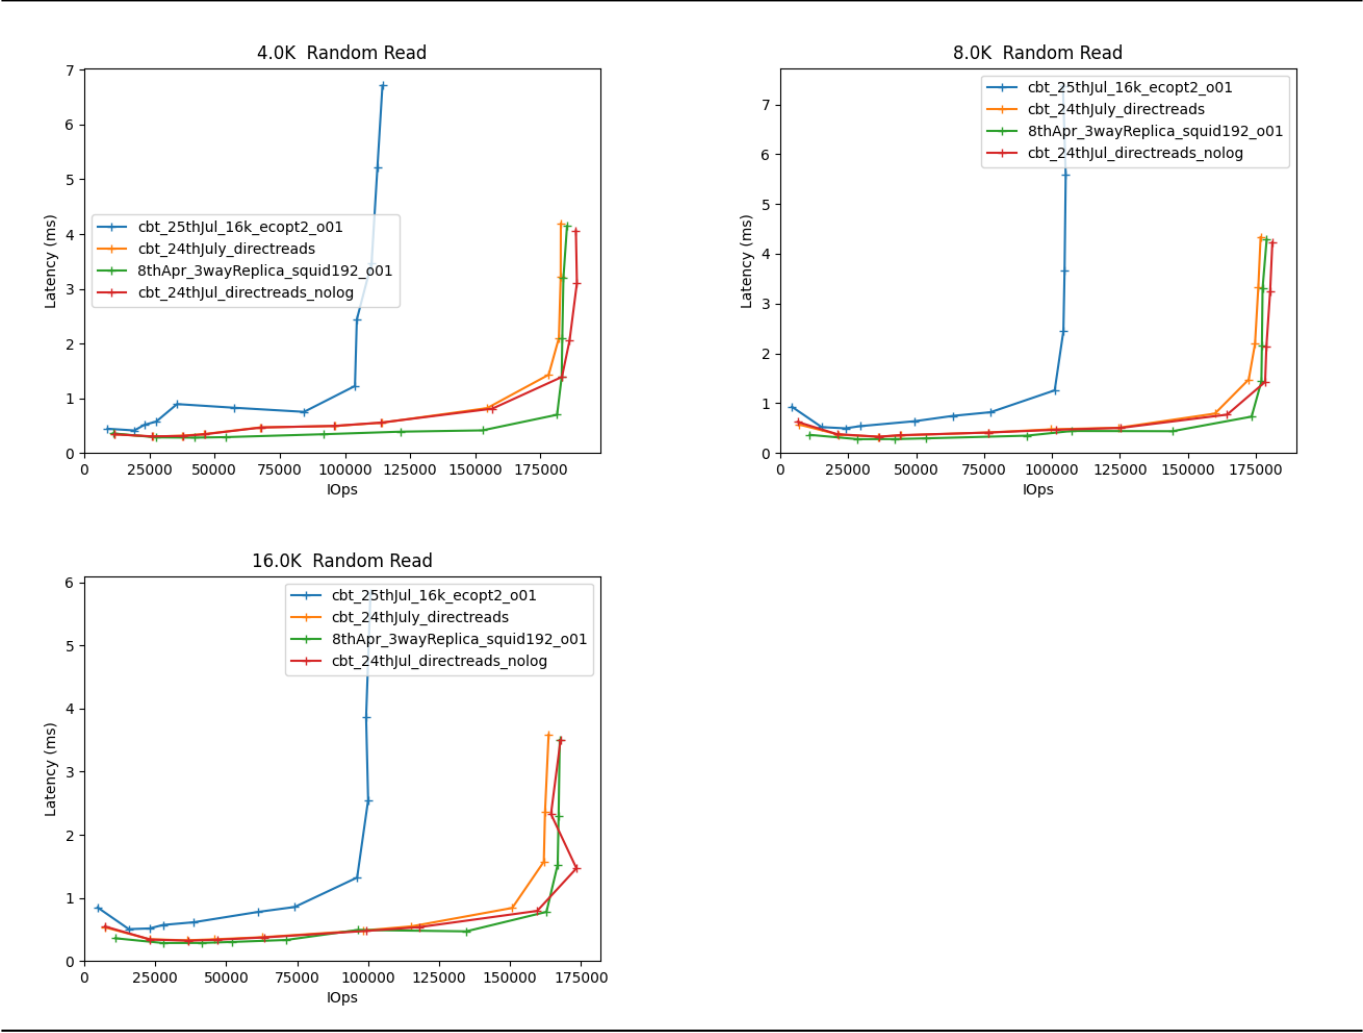 4.0K  Random Read
7
6
5
4
3
2
1
0
Latency (ms)
cbt_25thJul_16k_ecopt2_o01
cbt_24thJuly_directreads
8thApr_3wayReplica_squid192_o01
cbt_24thJul_directreads_nolog
0 25000 50000 75000 100000 125000 150000 175000
IOps
8.0K  Random Read
7
6
5
4
3
2
1
0
Latency (ms)
cbt_25thJul_16k_ecopt2_o01
cbt_24thJuly_directreads
8thApr_3wayReplica_squid192_o01
cbt_24thJul_directreads_nolog
0 25000 50000 75000 100000 125000 150000 175000
IOps
16.0K  Random Read
6
5
4
3
2
1
0
Latency (ms)
cbt_25thJul_16k_ecopt2_o01
cbt_24thJuly_directreads
8thApr_3wayReplica_squid192_o01
cbt_24thJul_directreads_nolog
0 25000 50000 75000 100000 125000 150000 175000
IOps